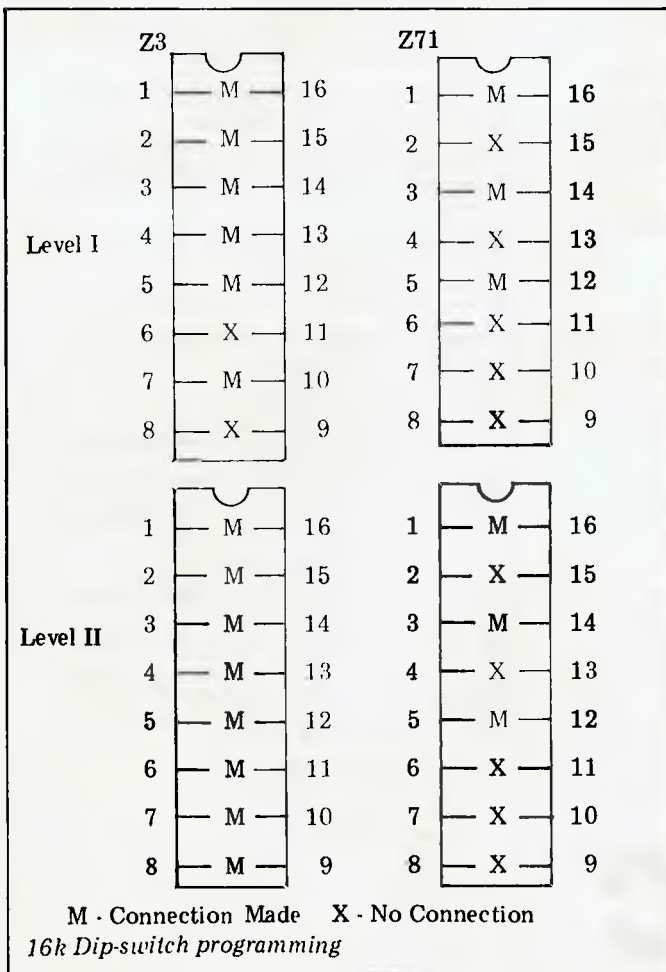 Z3 Z71
1 M 16 1 M 16
2 M 15 2 X 15
3 M 14 3 M 14
Level I
4 M 13 4 X 13
5 M 12 5 M 12
6 X 11 6 X 11
7 M 10 7 X 10
8 X 9 8 X 9
1 M 16 1 M 16
2 M 15 2 X 15
3 M 14 3 M 14
Level II
4 M 13 4 X 13
5 M 12 5 M 12
6 M 11 6 X 11
7 M 10 7 X 10
8 M 9 8 X 9
M - Connection Made X - No Connection
16k Dip-switch programming